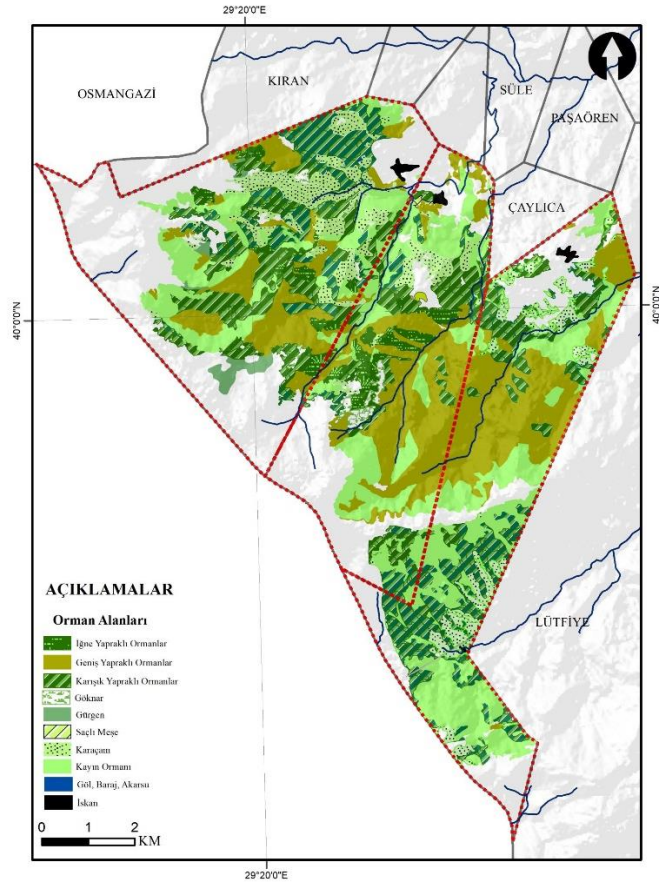 29°20'0"E
OSMANGAZİ
KIRAN
SÜLE
PAŞAÖREN
ÇAYLICA
40°0'0"N
40°0'0"N
LÜTFİYE
AÇIKLAMALAR
Orman Alanları
İğne Yapraklı Ormanlar
Geniş Yapraklı Ormanlar
Karışık Yapraklı Ormanlar
Göknar
Gürgen
Saçlı Meşe
Karaçam
Kayın Ormanı
Göl, Baraj, Akarsu
İskan
0 1 2
KM
29°20'0"E